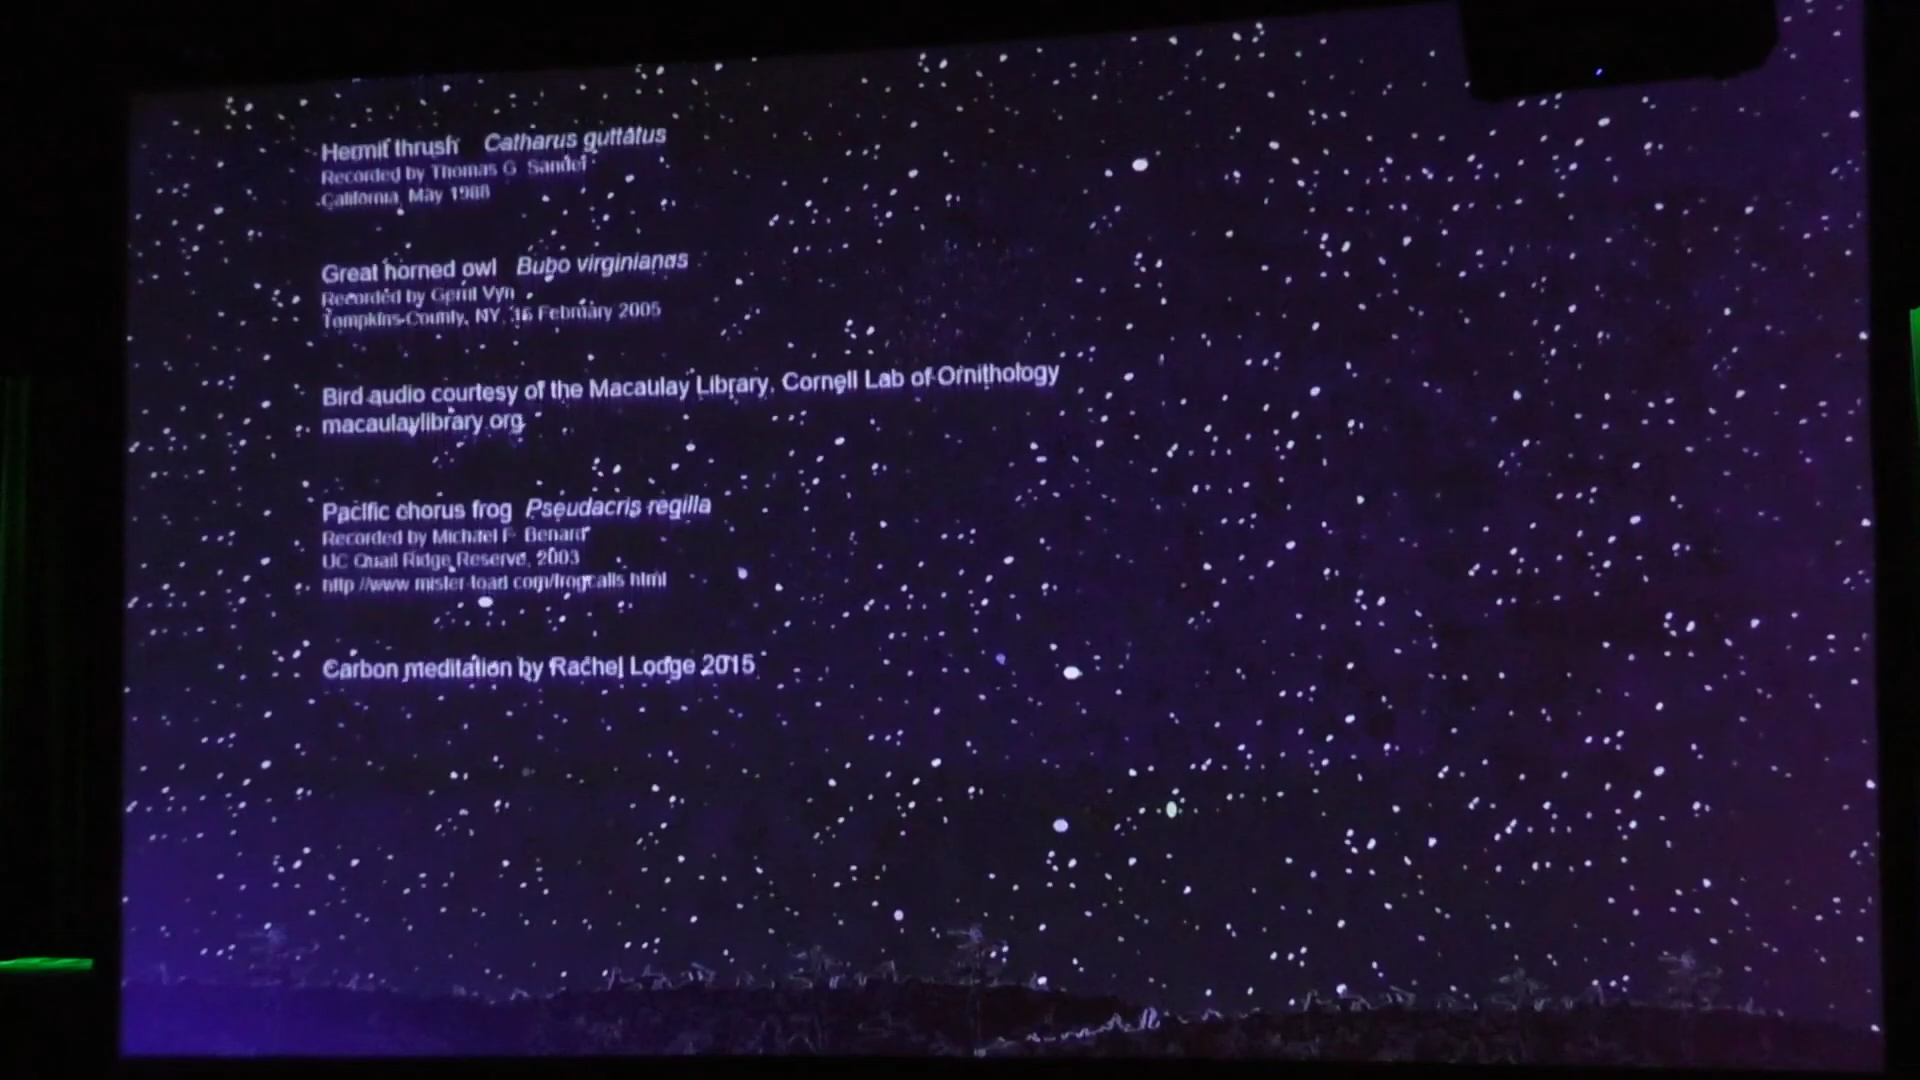 Hermit thrush Catharus guttatus
Recorded by Thomas G. Sander
California, May 1988
Great horned owl Bubo virginianus
Recorded by Gerrit Vyn
Tompkins County, NY, 16 February 2005
Bird audio courtesy of the Macaulay Library, Cornell Lab of Ornithology
macaulaylibrary.org
Pacific chorus frog Pseudacris regilla
Recorded by Michael F. Benard
UC Quail Ridge Reserve, 2003
http://www.mister-toad.com/frogcalls.html
Carbon meditation by Rachel Lodge 2015